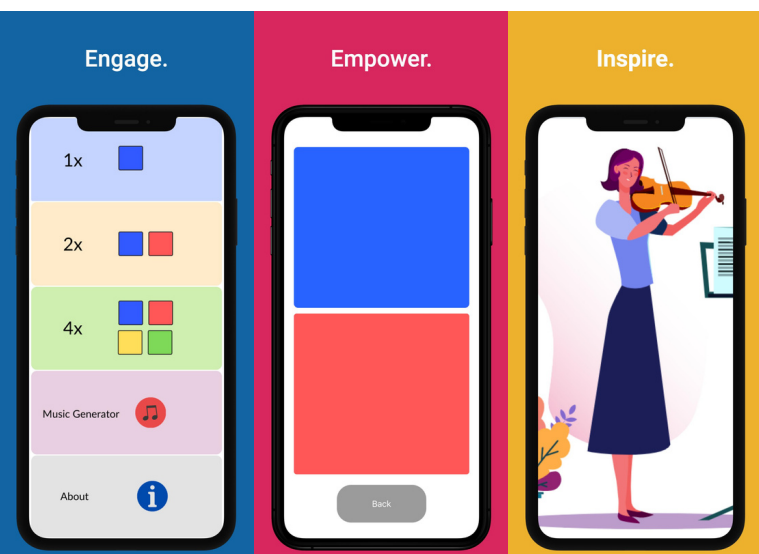 Engage.
1x
2x
4x
Music Generator
About
Empower.
Back
Inspire.